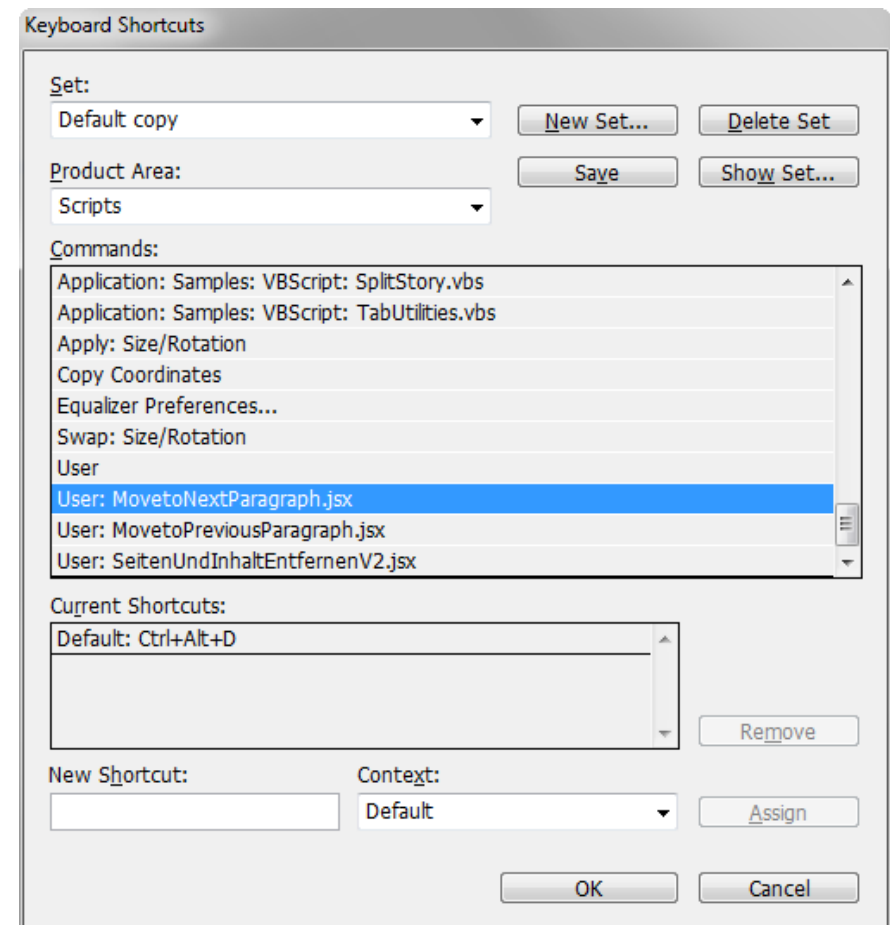 Keyboard Shortcuts
Set:
Default copy
New Set...
Delete Set
Product Area:
Save
Show Set...
Scripts
Commands:
Application: Samples: VBScript: SplitStory.vbs
Application: Samples: VBScript: TabUtilities.vbs
Apply: Size/Rotation
Copy Coordinates
Equalizer Preferences...
Swap: Size/Rotation
User
User: MovetoNextParagraph.jsx
User: MovetoPreviousParagraph.jsx
User: SeitenUndInhaltEntfernenV2.jsx
Current Shortcuts:
Default: Ctrl+Alt+D
Remove
New Shortcut:
Context:
Default
Assign
OK
Cancel